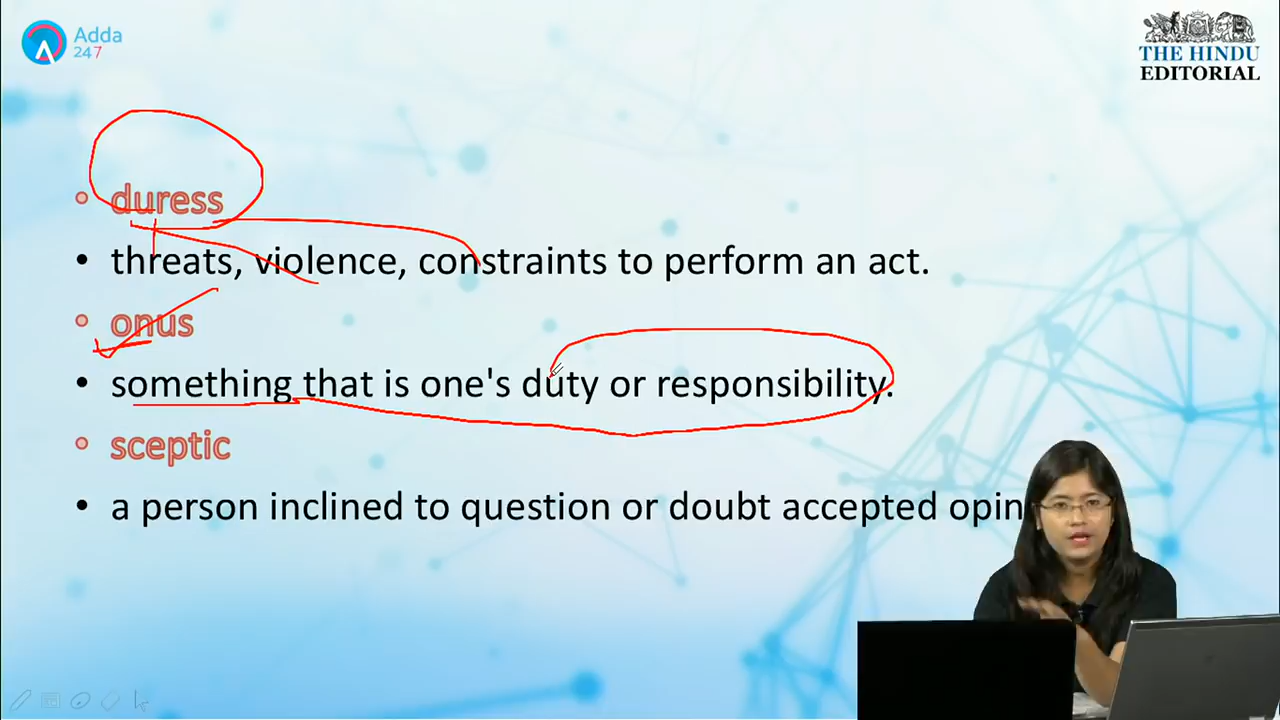 Adda
247
THE HINDU
EDITORIAL
duress
threats, violence, constraints to perform an act.
onus
something that is one's duty or responsibility.
sceptic
a person inclined to question or doubt accepted opin